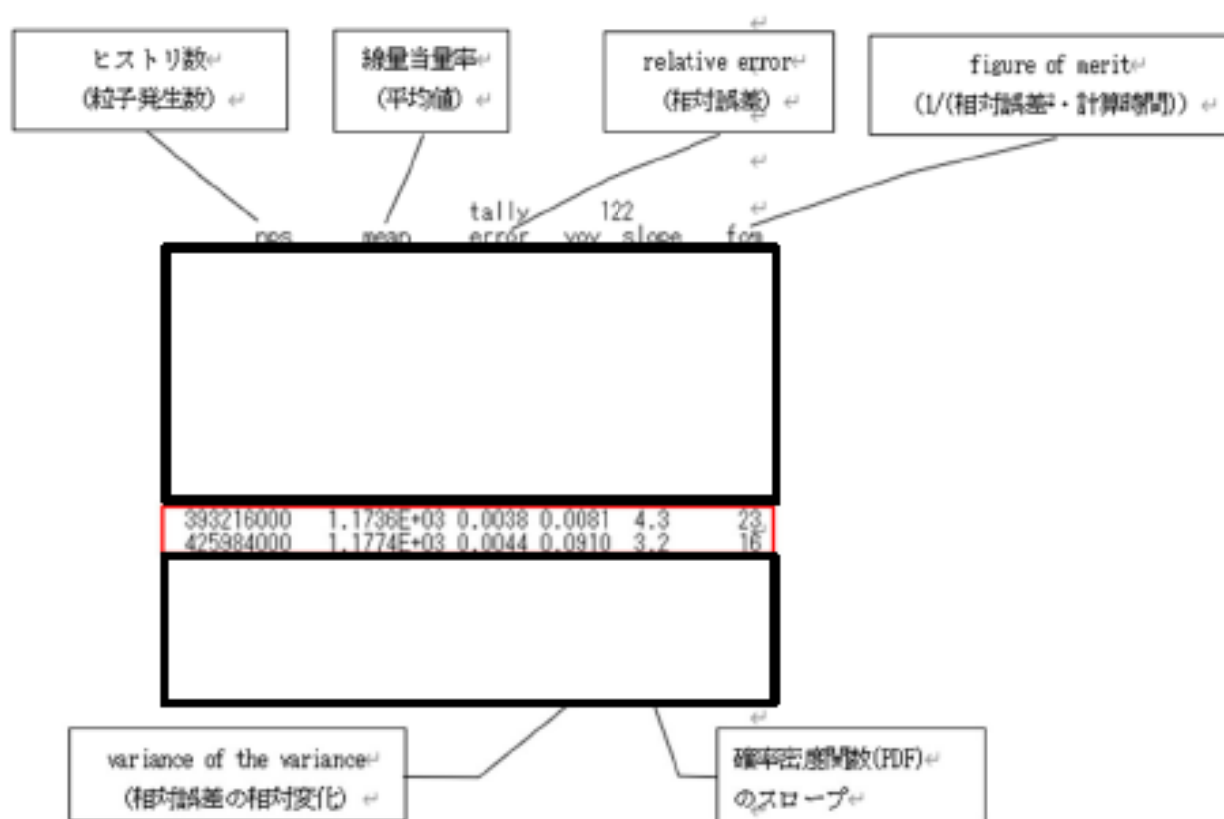 ヒストリ数↵
(粒子発生数) ↵
線量当量率↵
(平均値) ↵
relative error↵
(相対誤差) ↵
figure of merit↵
(1/(相対誤差²・計算時間)) ↵
tally 122
nps mean error vov slope fom
393216000 1.1736E+03 0.0038 0.0081 4.3 23
425984000 1.1774E+03 0.0044 0.0910 3.2 16
variance of the variance↵
(相対誤差の相対変化) ↵
確率密度関数(PDF)↵
のスロープ↵